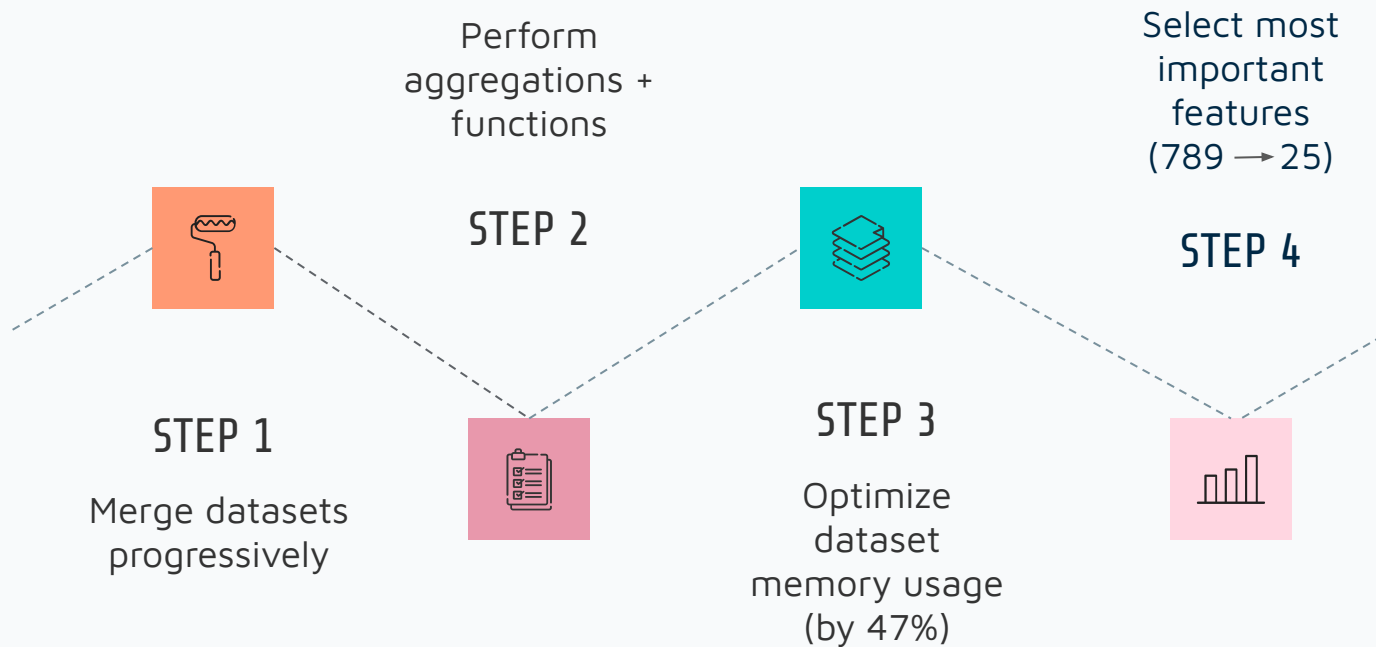 STEP 1
Merge datasets
progressively
Perform
aggregations +
functions
STEP 2
STEP 3
Optimize
dataset
memory usage
(by 47%)
Select most
important
features
(789 → 25)
STEP 4